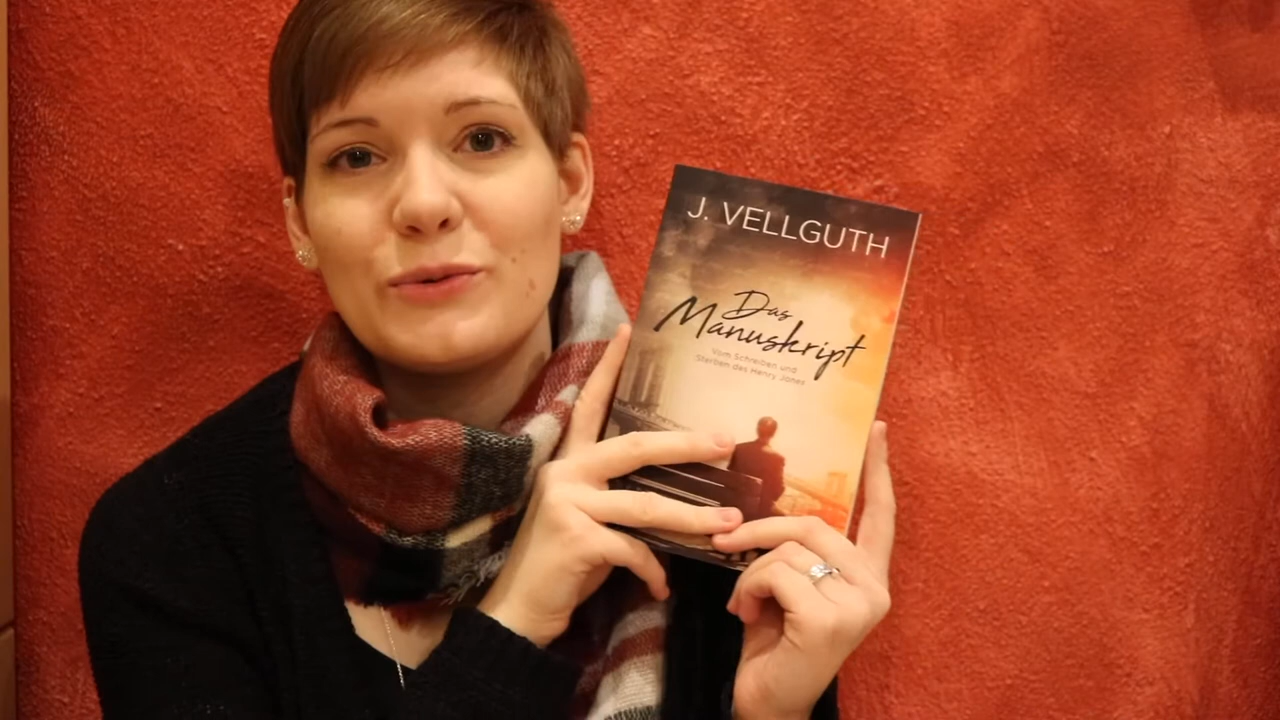 J. VELLGUTH
Das
Manuskript
Vom Schreiben und
Sterben des Henry Jones